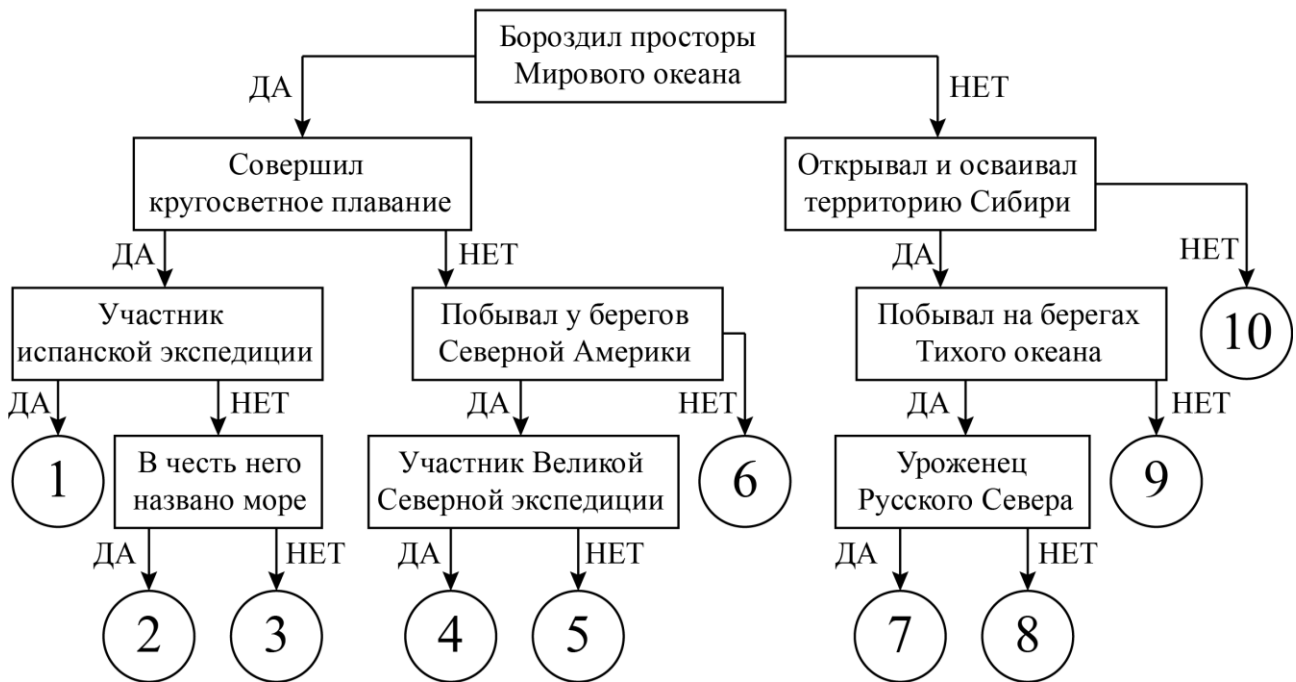 Бороздил просторы
Мирового океана
ДА
НЕТ
Совершил
кругосветное плавание
Открывал и осваивал
территорию Сибири
ДА
НЕТ
ДА
НЕТ
Участник
испанской экспедиции
Побывал у берегов
Северной Америки
Побывал на берегах
Тихого океана
10
ДА
НЕТ
ДА
НЕТ
ДА
НЕТ
1
В честь него
названо море
Участник Великой
Северной экспедиции
6
Уроженец
Русского Севера
9
ДА
НЕТ
ДА
НЕТ
ДА
НЕТ
2
3
4
5
7
8